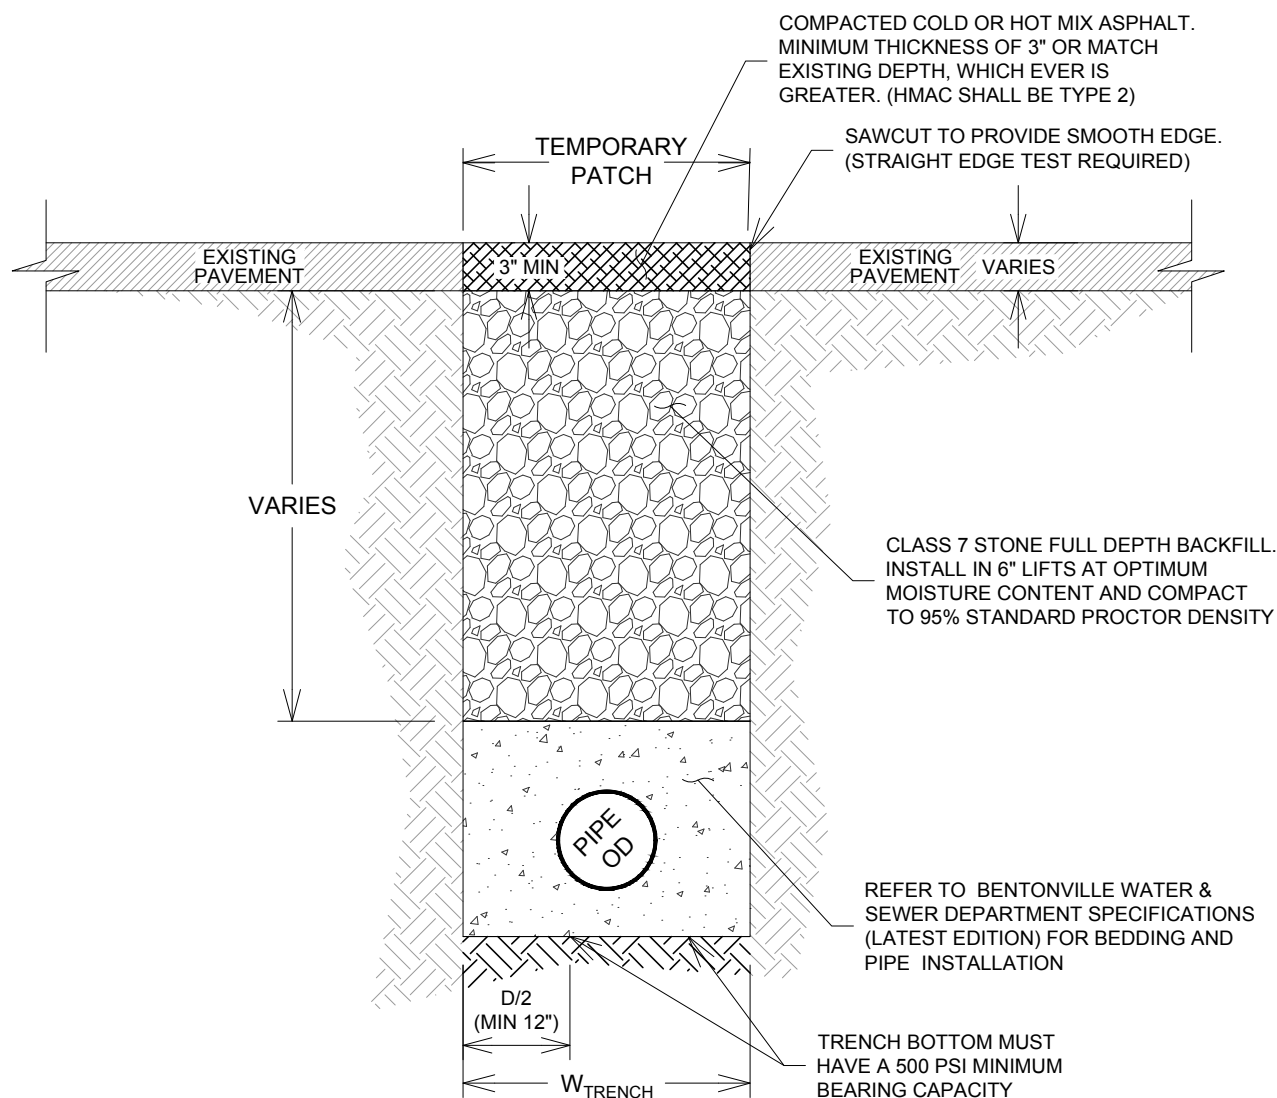 COMPACTED COLD OR HOT MIX ASPHALT.
MINIMUM THICKNESS OF 3" OR MATCH
EXISTING DEPTH, WHICH EVER IS
GREATER. (HMAC SHALL BE TYPE 2)
SAWCUT TO PROVIDE SMOOTH EDGE.
(STRAIGHT EDGE TEST REQUIRED)
TEMPORARY
PATCH
EXISTING
PAVEMENT
3" MIN
EXISTING
PAVEMENT
VARIES
VARIES
CLASS 7 STONE FULL DEPTH BACKFILL.
INSTALL IN 6" LIFTS AT OPTIMUM
MOISTURE CONTENT AND COMPACT
TO 95% STANDARD PROCTOR DENSITY
PIPE
OD
REFER TO BENTONVILLE WATER &
SEWER DEPARTMENT SPECIFICATIONS
(LATEST EDITION) FOR BEDDING AND
PIPE INSTALLATION
D/2
(MIN 12")
TRENCH BOTTOM MUST
HAVE A 500 PSI MINIMUM
BEARING CAPACITY
WTRENCH